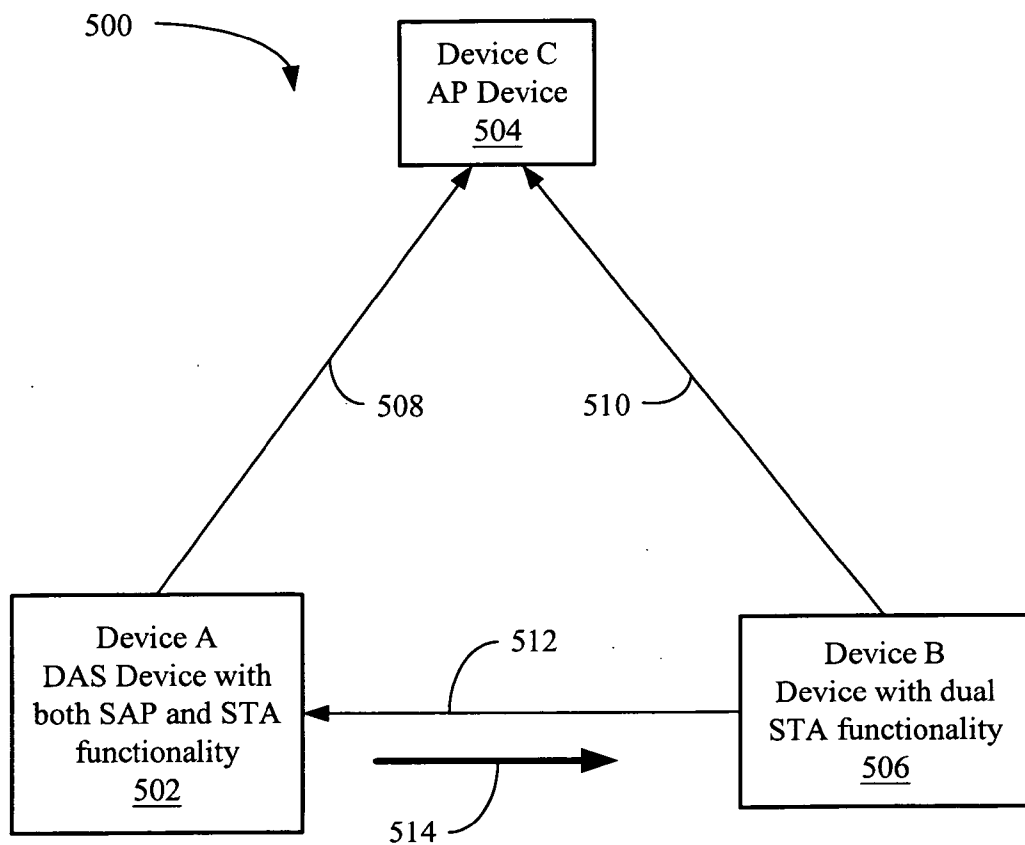 500
Device C
AP Device
504
508
510
Device A
DAS Device with
both SAP and STA
functionality
502
512
Device B
Device with dual
STA functionality
506
514